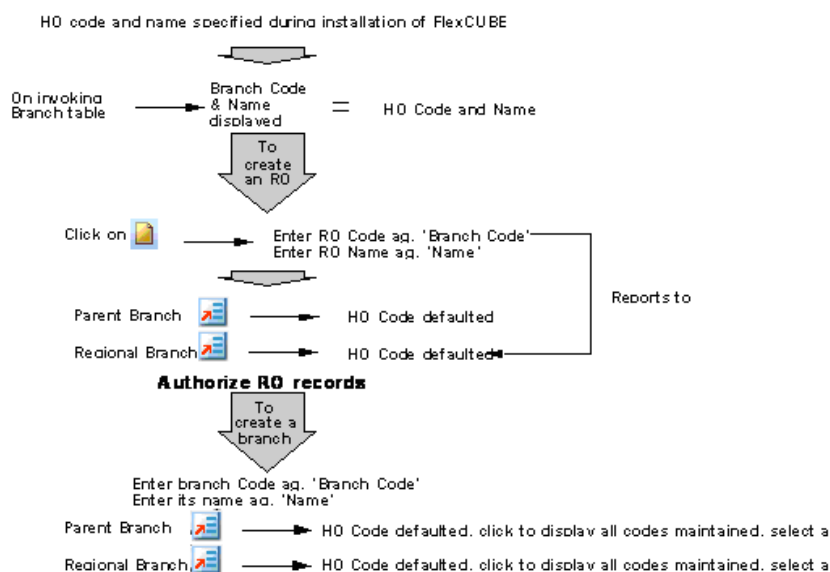 HO code and name specified during installation of FlexCUBE
On invoking
Branch table
Branch Code
& Name
displayed
=
HO Code and Name
To
create
an RO
Click on
Enter RO Code ag. 'Branch Code'
Enter RO Name ag. 'Name'
Reports to
Parent Branch
HO Code defaulted
Regional Branch
HO Code defaulted
Authorize RO records
To
create a
branch
Enter branch Code ag. 'Branch Code'
Enter its name ag. 'Name'
Parent Branch
HO Code defaulted. click to display all codes maintained. select a
Regional Branch
HO Code defaulted. click to display all codes maintained. select a